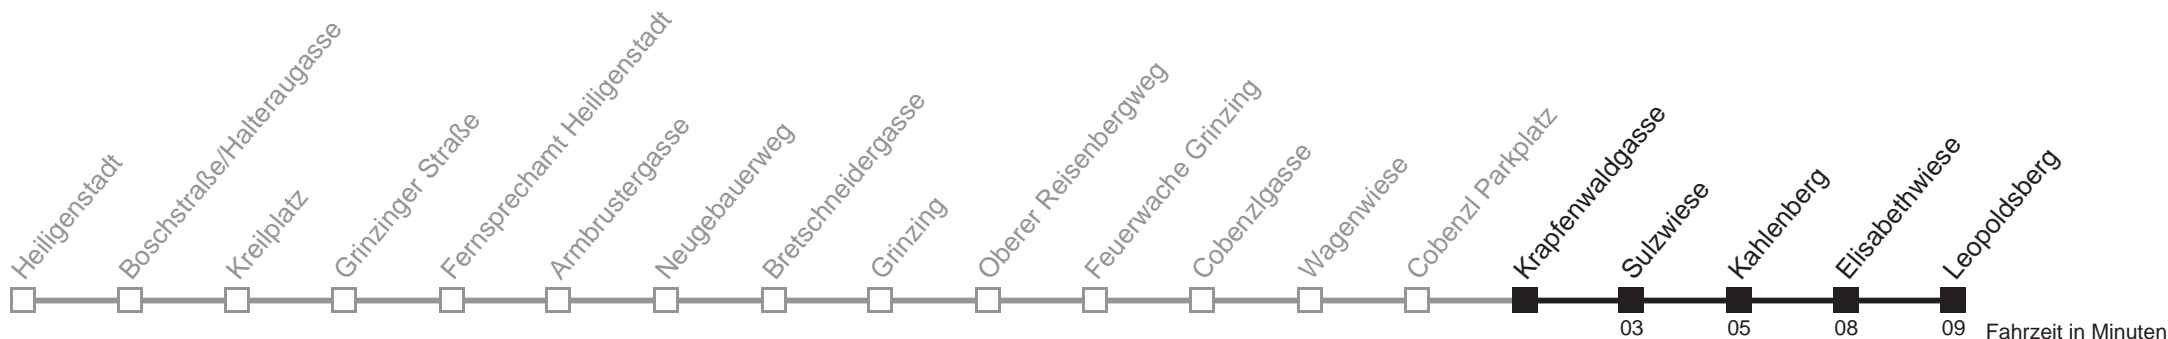 Heiligenstadt
Boschstraße/Halteraugasse
Kreilplatz
Grinzinger Straße
Fernsprechamt Heiligenstadt
Armbrustergasse
Neugebauerweg
Bretschneidergasse
Grinzing
Oberer Reisenbergweg
Feuerwache Grinzing
Cobenzlgasse
Wagenwiese
Cobenzl Parkplatz
Krapfenwaldgasse
Sulzwiese
Kahlenberg
Elisabethwiese
Leopoldsberg
03 05 08 09 Fahrzeit in Minuten